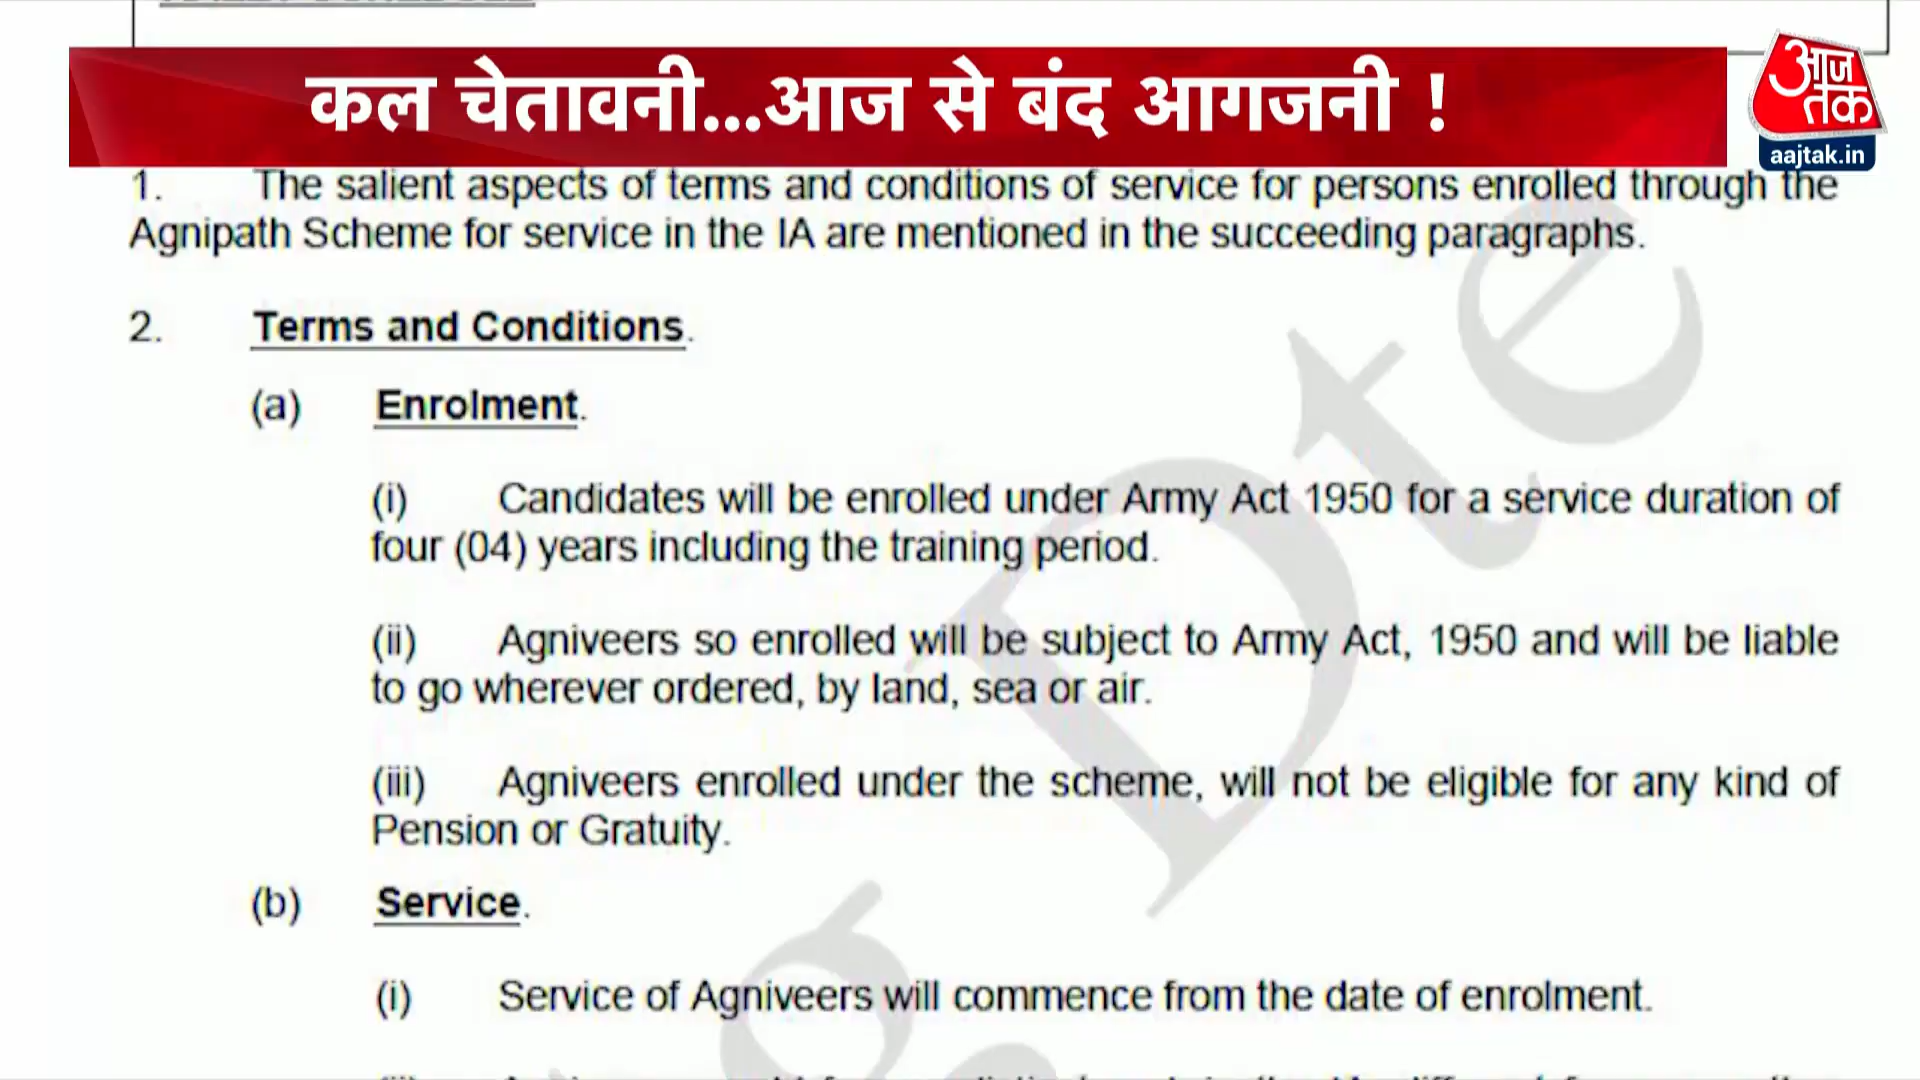 कल चेतावनी...आज से बंद आगजनी !
आज
तक
aajtak.in
1. The salient aspects of terms and conditions of service for persons enrolled through the
Agnipath Scheme for service in the IA are mentioned in the succeeding paragraphs.
2. Terms and Conditions.
(a) Enrolment.
(i) Candidates will be enrolled under Army Act 1950 for a service duration of
four (04) years including the training period.
(ii) Agniveers so enrolled will be subject to Army Act, 1950 and will be liable
to go wherever ordered, by land, sea or air.
(iii) Agniveers enrolled under the scheme, will not be eligible for any kind of
Pension or Gratuity.
(b) Service.
(i) Service of Agniveers will commence from the date of enrolment.
g Dte